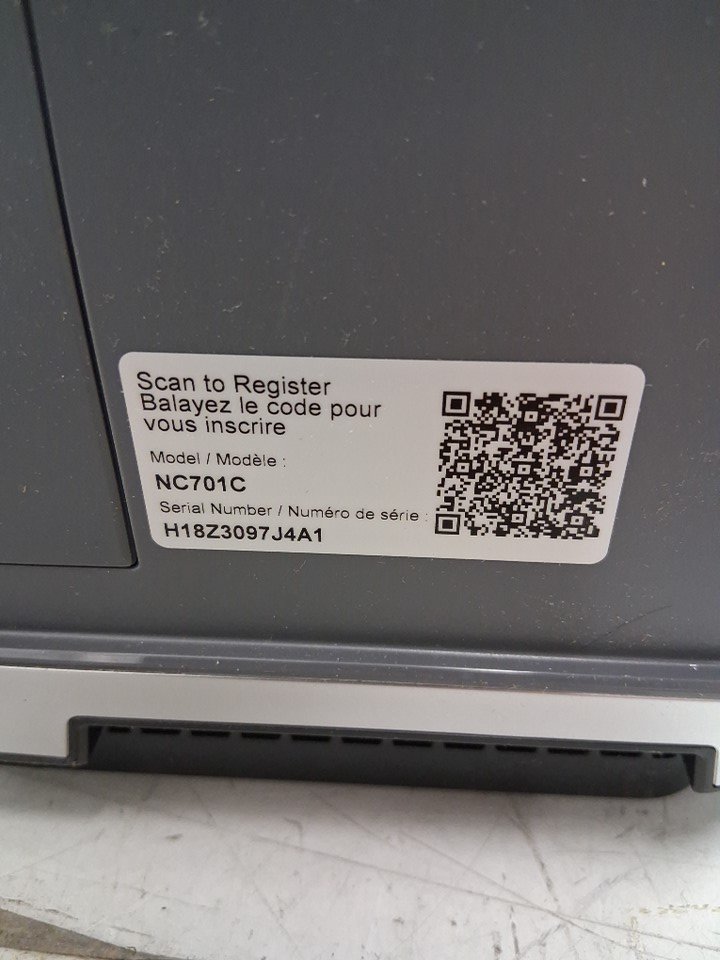 Scan to Register
Balayez le code pour
vous inscrire
Model / Modèle :
NC701C
Serial Number / Numéro de série :
H18Z3097J4A1